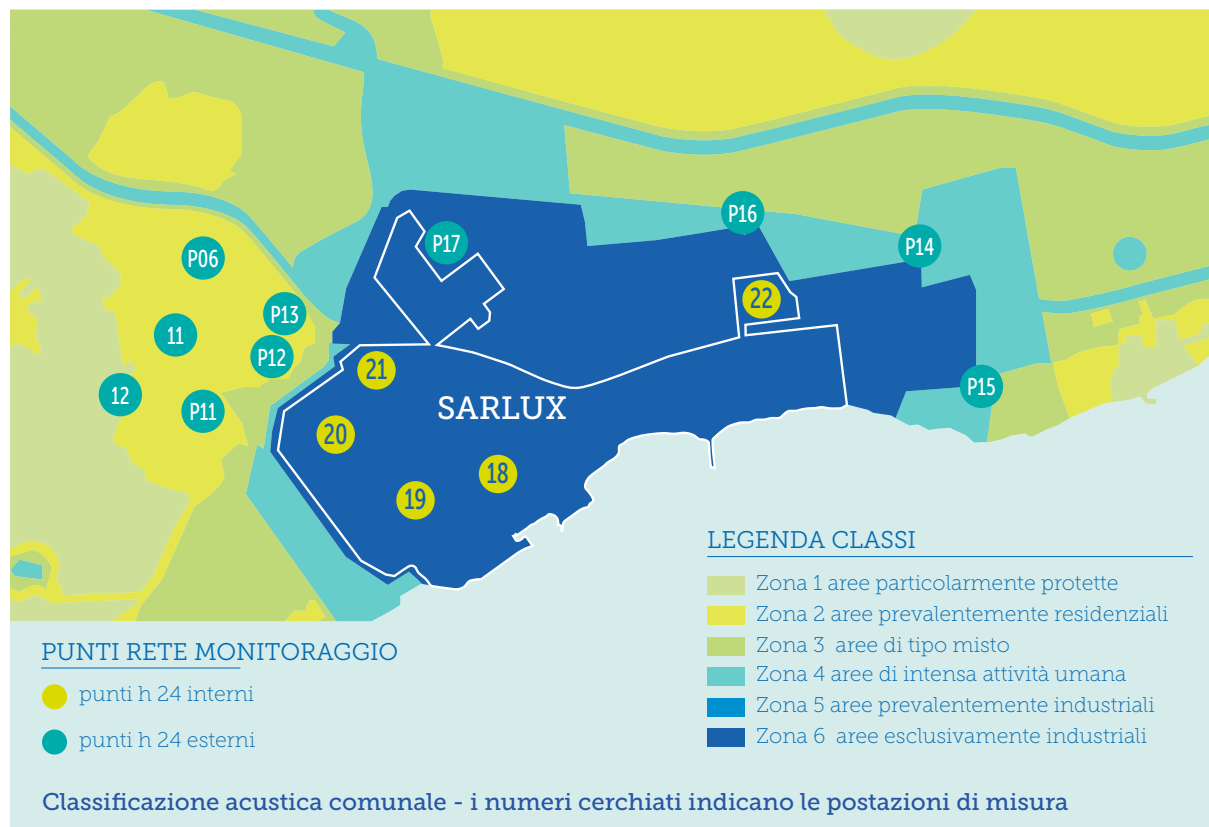 P16
P14
P17
P06
22
P13
11
P12
21
P15
12
P11
SARLUX
20
18
19
LEGENDA CLASSI
Zona 1 aree particolarmente protette
Zona 2 aree prevalentemente residenziali
Zona 3 aree di tipo misto
Zona 4 aree di intensa attività umana
Zona 5 aree prevalentemente industriali
Zona 6 aree esclusivamente industriali
PUNTI RETE MONITORAGGIO
punti h 24 interni
punti h 24 esterni
Classificazione acustica comunale - i numeri cerchiati indicano le postazioni di misura